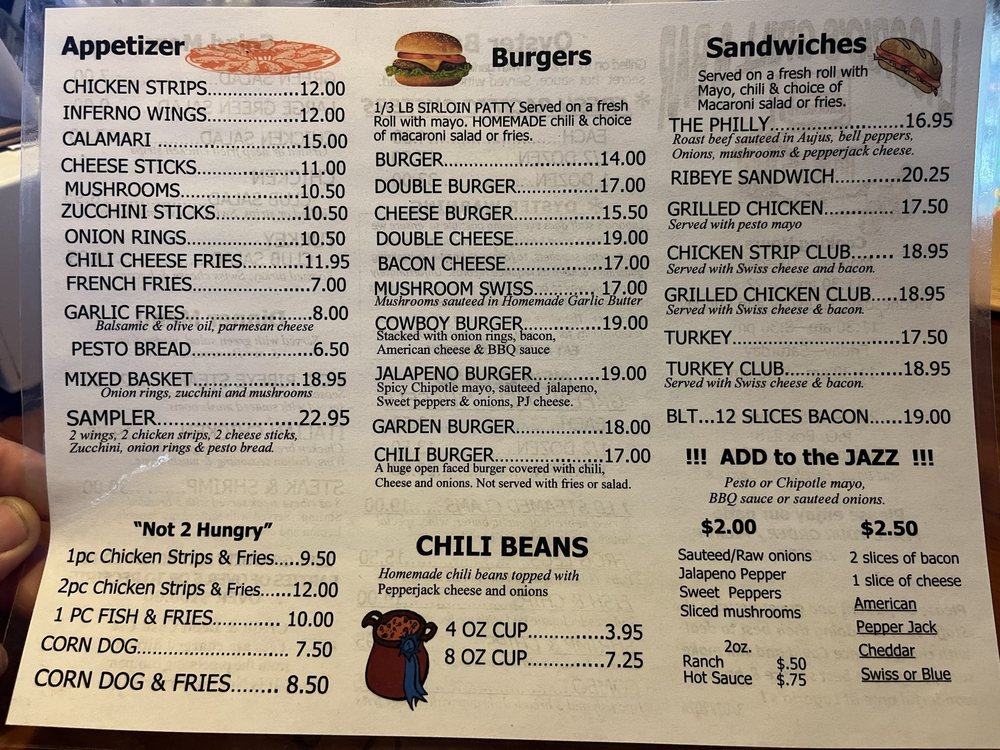 Appetizer
CHICKEN STRIPS................12.00
INFERNO WINGS................12.00
CALAMARI ......................15.00
CHEESE STICKS...............11.00
MUSHROOMS.................10.50
ZUCCHINI STICKS............10.50
ONION RINGS.................10.50
CHILI CHEESE FRIES.........11.95
FRENCH FRIES.................7.00
GARLIC FRIES..................8.00
Balsamic & olive oil, parmesan cheese
PESTO BREAD..................6.50
MIXED BASKET...............18.95
Onion rings, zucchini and mushrooms
SAMPLER.......................22.95
2 wings, 2 chicken strips, 2 cheese sticks,
Zucchini, onion rings & pesto bread.
"Not 2 Hungry"
1pc Chicken Strips & Fries.....9.50
2pc Chicken Strips & Fries.....12.00
1 PC FISH & FRIES........... 10.00
CORN DOG...................... 7.50
CORN DOG & FRIES....... 8.50
Burgers
1/3 LB SIRLOIN PATTY Served on a fresh
Roll with mayo. HOMEMADE chili & choice
of macaroni salad or fries.
BURGER.........................14.00
DOUBLE BURGER.............17.00
CHEESE BURGER..............15.50
DOUBLE CHEESE..............19.00
BACON CHEESE...............17.00
MUSHROOM SWISS........... 17.00
Mushrooms sauteed in Homemade Garlic Butter
COWBOY BURGER............19.00
Stacked with onion rings, bacon,
American cheese & BBQ sauce
JALAPENO BURGER..........19.00
Spicy Chipotle mayo, sauteed jalapeno,
Sweet peppers & onions, PJ cheese.
GARDEN BURGER............18.00
CHILI BURGER................17.00
A huge open faced burger covered with chili,
Cheese and onions. Not served with fries or salad.
CHILI BEANS
Homemade chili beans topped with
Pepperjack cheese and onions
4 OZ CUP............3.95
8 OZ CUP............7.25
Sandwiches
Served on a fresh roll with
Mayo, chili & choice of
Macaroni salad or fries.
THE PHILLY....................16.95
Roast beef sauteed in Aujus, bell peppers,
Onions, mushrooms & pepperjack cheese.
RIBEYE SANDWICH..........20.25
GRILLED CHICKEN........... 17.50
Served with pesto mayo
CHICKEN STRIP CLUB....... 18.95
Served with Swiss cheese and bacon.
GRILLED CHICKEN CLUB.....18.95
Served with Swiss cheese & bacon.
TURKEY..........................17.50
TURKEY CLUB..................18.95
Served with Swiss cheese & bacon.
BLT...12 SLICES BACON.....19.00
!!! ADD to the JAZZ !!!
Pesto or Chipotle mayo,
BBQ sauce or sauteed onions.
$2.00
Sauteed/Raw onions
Jalapeno Pepper
Sweet Peppers
Sliced mushrooms
2oz.
Ranch $.50
Hot Sauce $.75
$2.50
2 slices of bacon
1 slice of cheese
American
Pepper Jack
Cheddar
Swiss or Blue